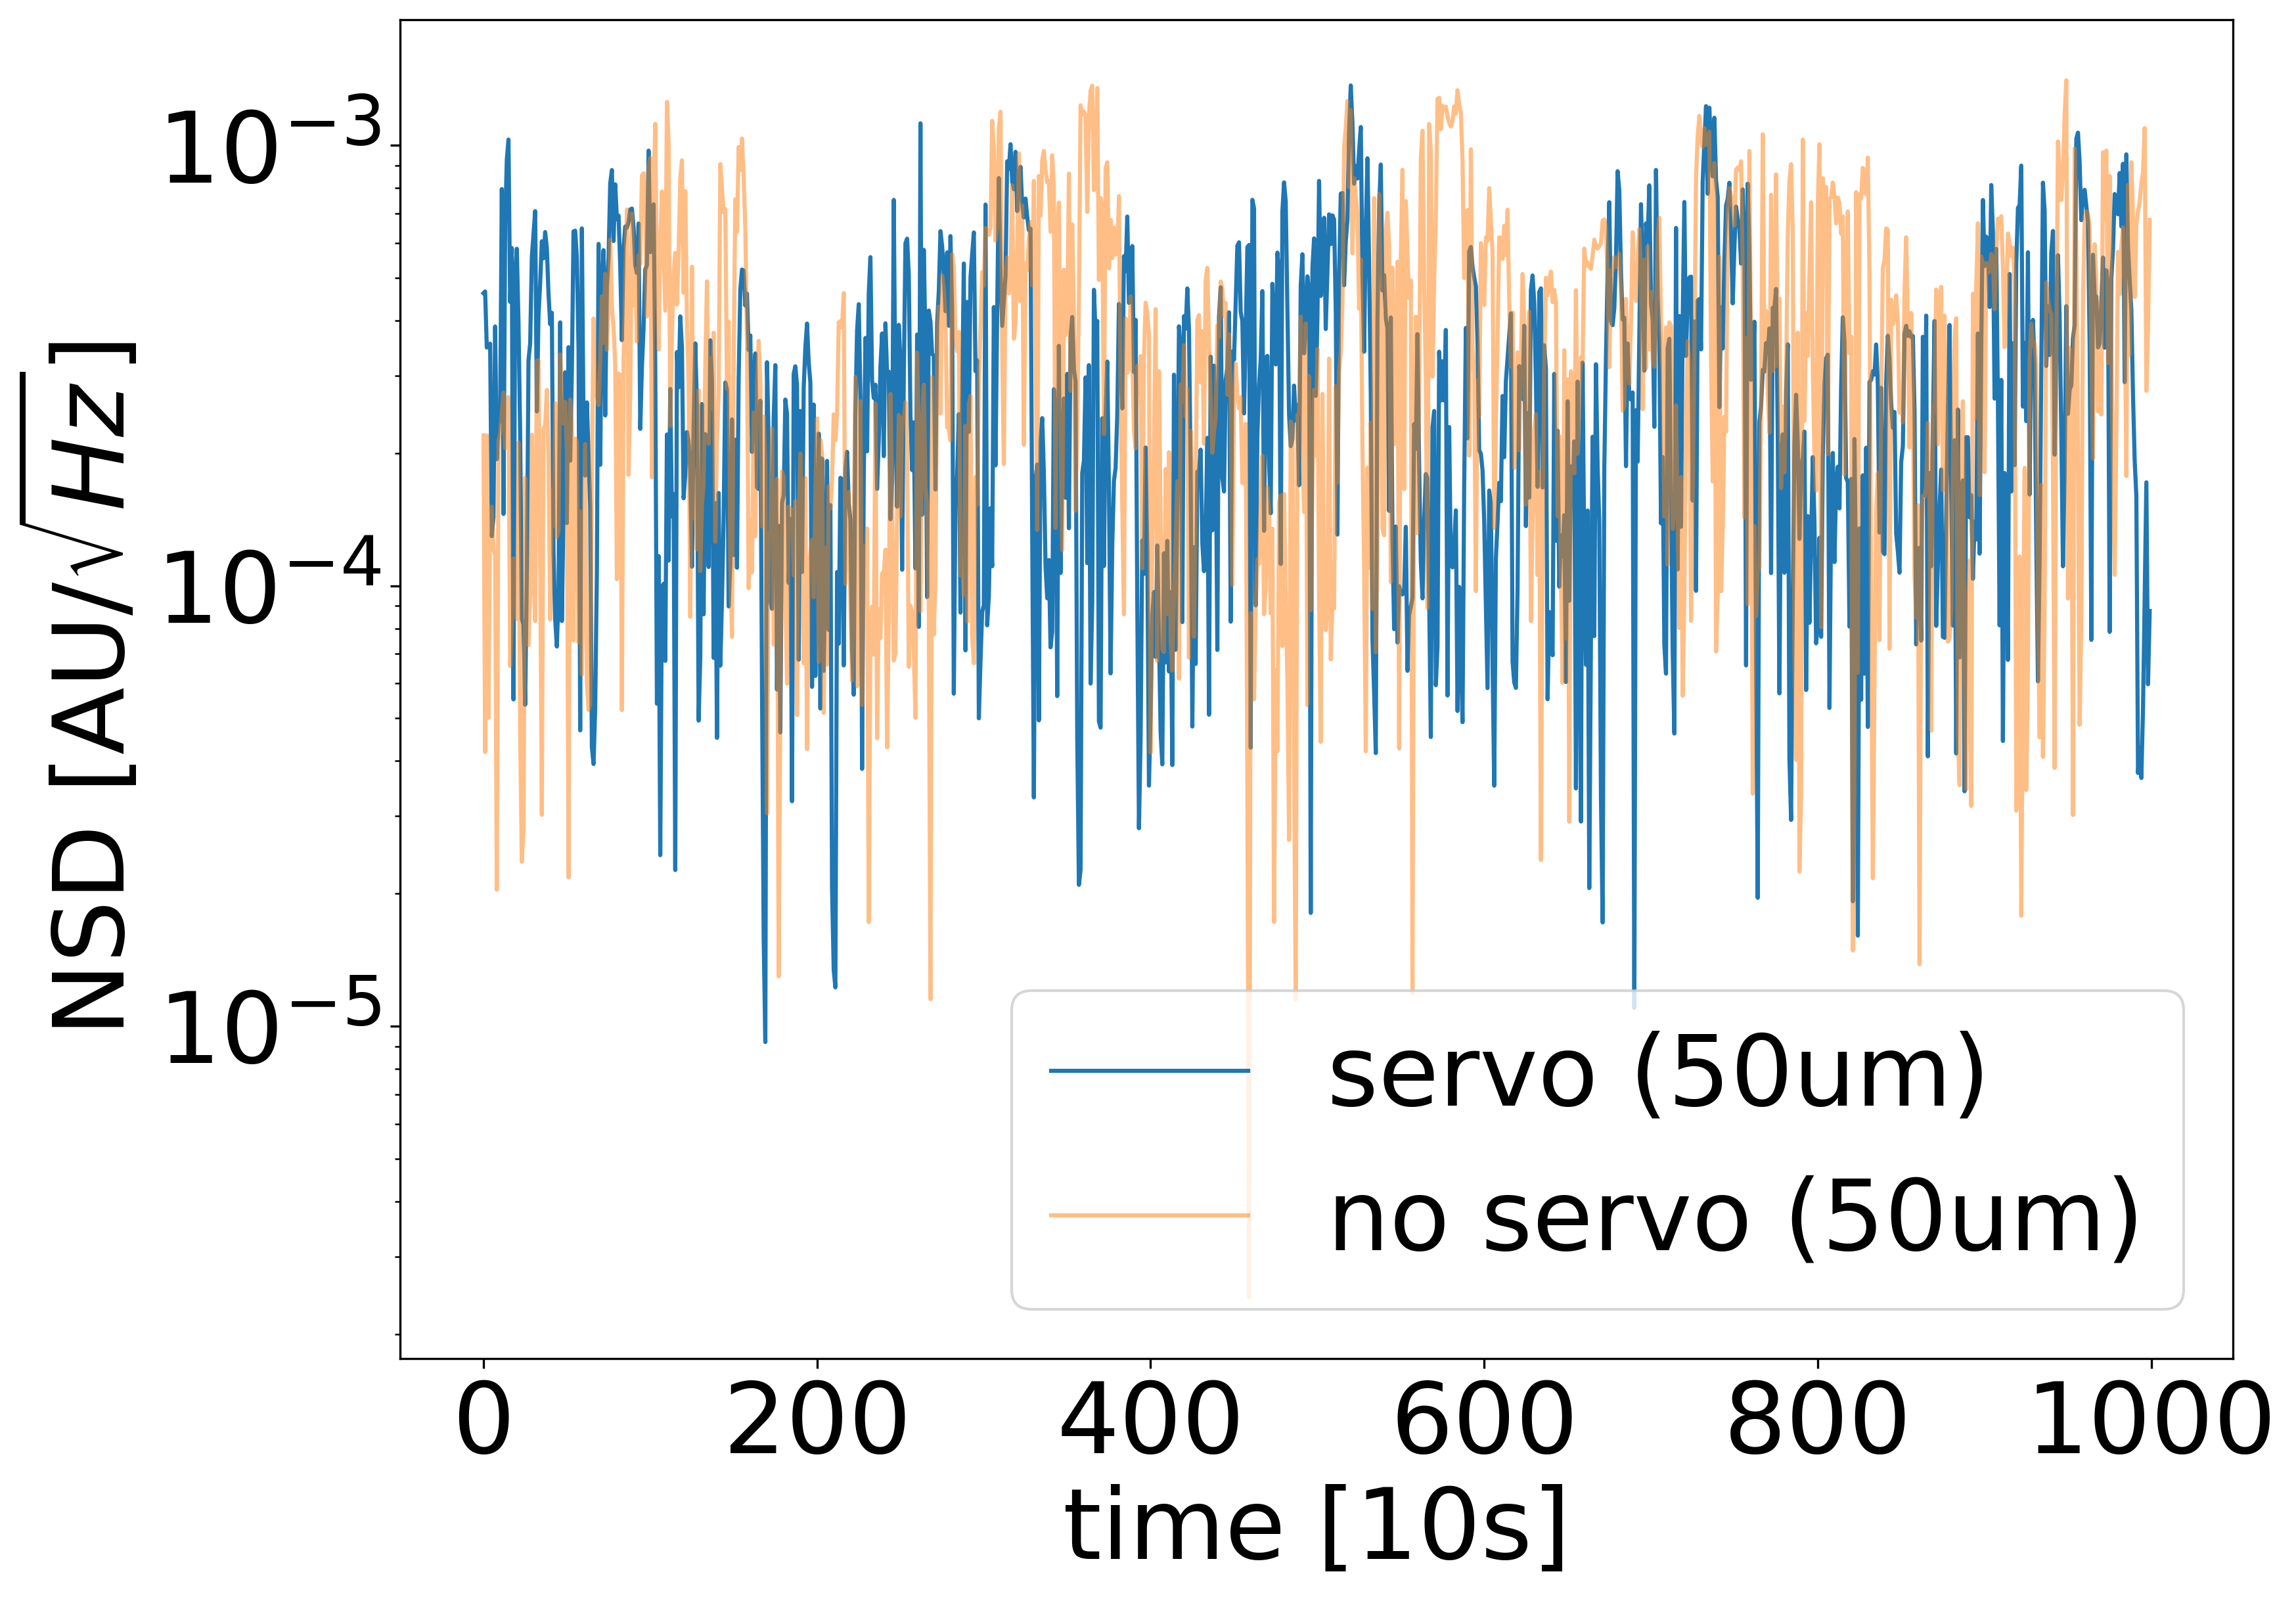 NSD [AU/√Hz]
10⁻³
10⁻⁴
10⁻⁵
servo (50um)
no servo (50um)
0 200 400 600 800 1000
time [10s]